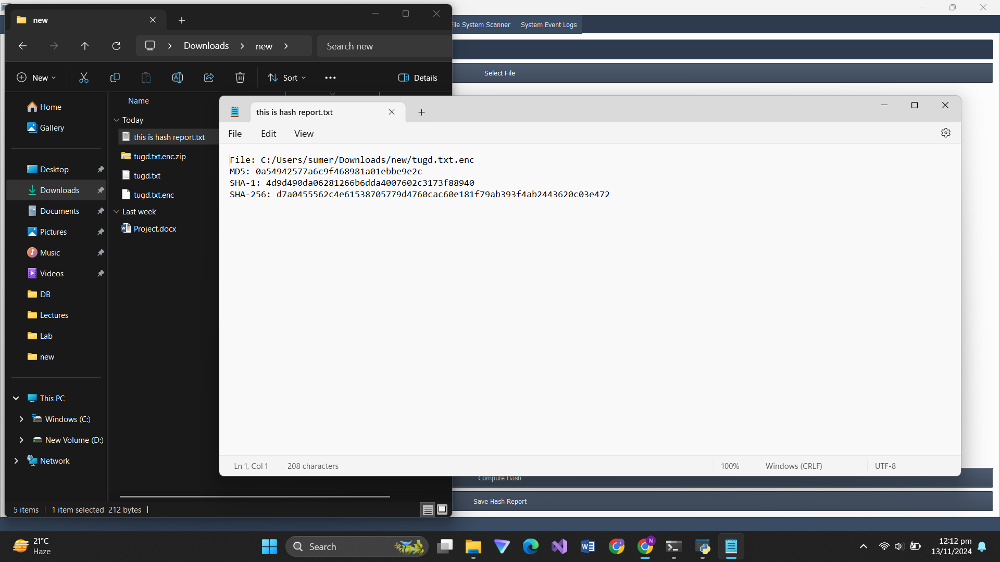 new
Downloads
new
Search new
New
Sort
Details
Home
Gallery
Desktop
Downloads
Documents
Pictures
Music
Videos
DB
Lectures
Lab
new
This PC
Windows (C:)
New Volume (D:)
Network
Name
Today
this is hash report.txt
tugd.txt.enc.zip
tugd.txt
tugd.txt.enc
Last week
Project.docx
5 items
1 item selected 212 bytes
File System Scanner
System Event Logs
Select File
this is hash report.txt
File
Edit
View
File: C:/Users/sumer/Downloads/new/tugd.txt.enc
MD5: 0a54942577a6c9f468981a01ebbe9e2c
SHA-1: 4d9d490da06281266b6dda4007602c3173f88940
SHA-256: d7a0455562c4e61538705779d4760cac60e181f79ab393f4ab2443620c03e472
Ln 1, Col 1
208 characters
100%
Windows (CRLF)
UTF-8
Compute Hash
Save Hash Report
21°C
Haze
Search
12:12 pm
13/11/2024